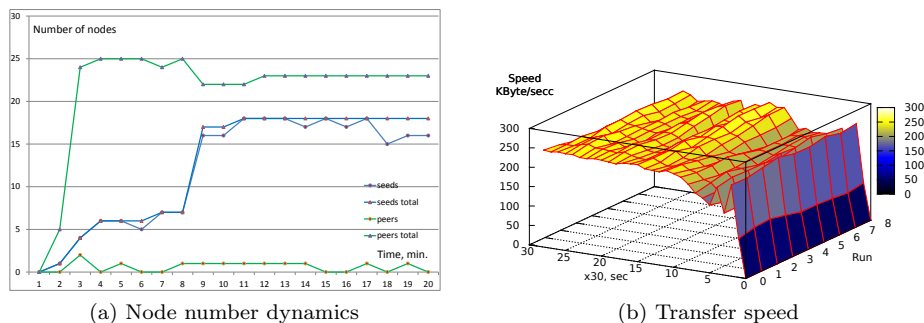 30
25
20
15
10
5
0
Number of nodes
seeds
seeds total
peers
peers total
Time, min.
1 2 3 4 5 6 7 8 9 10 11 12 13 14 15 16 17 18 19 20
(a) Node number dynamics
Speed
KByte/secc
300
250
200
150
100
50
0
30 25 20 15 10 5 0
x30, sec
0 1 2 3 4 5 6 7 8
Run
300
250
200
150
100
50
0
(b) Transfer speed